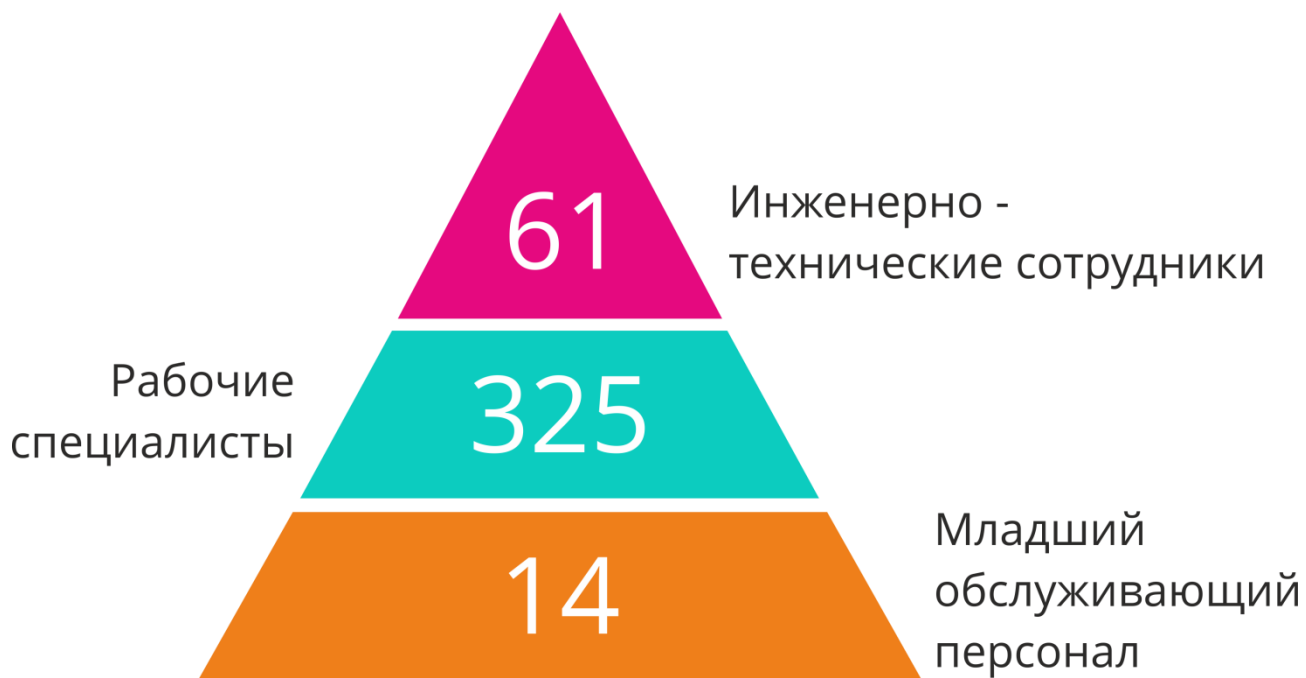 61
Инженерно -
технические сотрудники
Рабочие
специалисты
325
14
Младший
обслуживающий
персонал